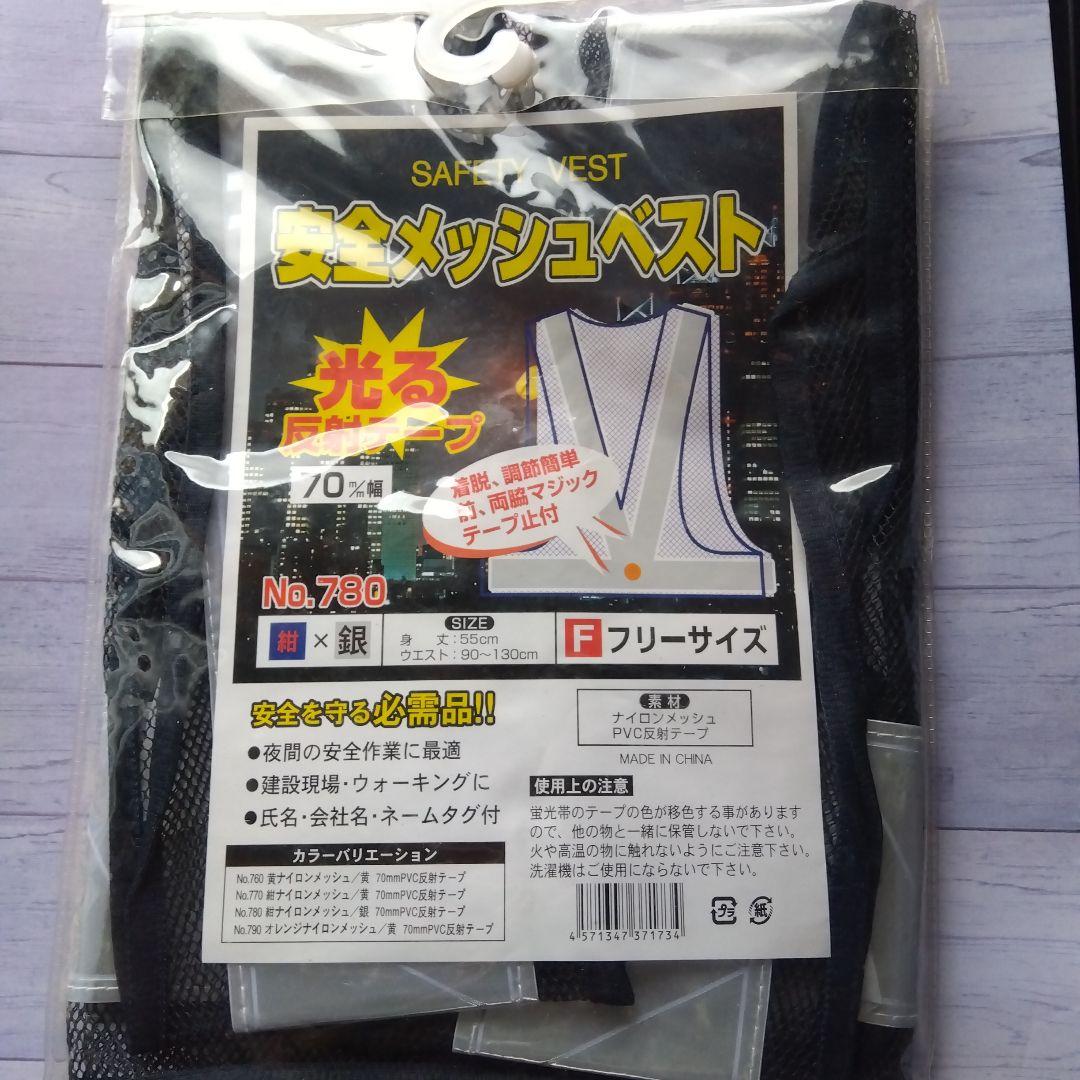 SAFETY VEST
安全メッシュベスト
光る
反射テープ
70m/m幅
着脱、調節簡単
前、両脇マジック
テープ止付
No.780
紺×銀
SIZE
身 丈:55cm
ウエスト:90～130cm
F フリーサイズ
安全を守る必需品!!
●夜間の安全作業に最適
●建設現場・ウォーキングに
●氏名・会社名・ネームタグ付
カラーバリエーション
No.760 黄ナイロンメッシュ／黄 70mmPVC反射テープ
No.770 紺ナイロンメッシュ／黄 70mmPVC反射テープ
No.780 紺ナイロンメッシュ／銀 70mmPVC反射テープ
No.790 オレンジナイロンメッシュ／黄 70mmPVC反射テープ
素材
ナイロンメッシュ
PVC反射テープ
MADE IN CHINA
使用上の注意
蛍光帯のテープの色が移色する事があります
ので、他の物と一緒に保管しないで下さい。
火や高温の物に触れないようにご注意下さい。
洗濯機はご使用にならないで下さい。
4 571347 371734
プラ
紙